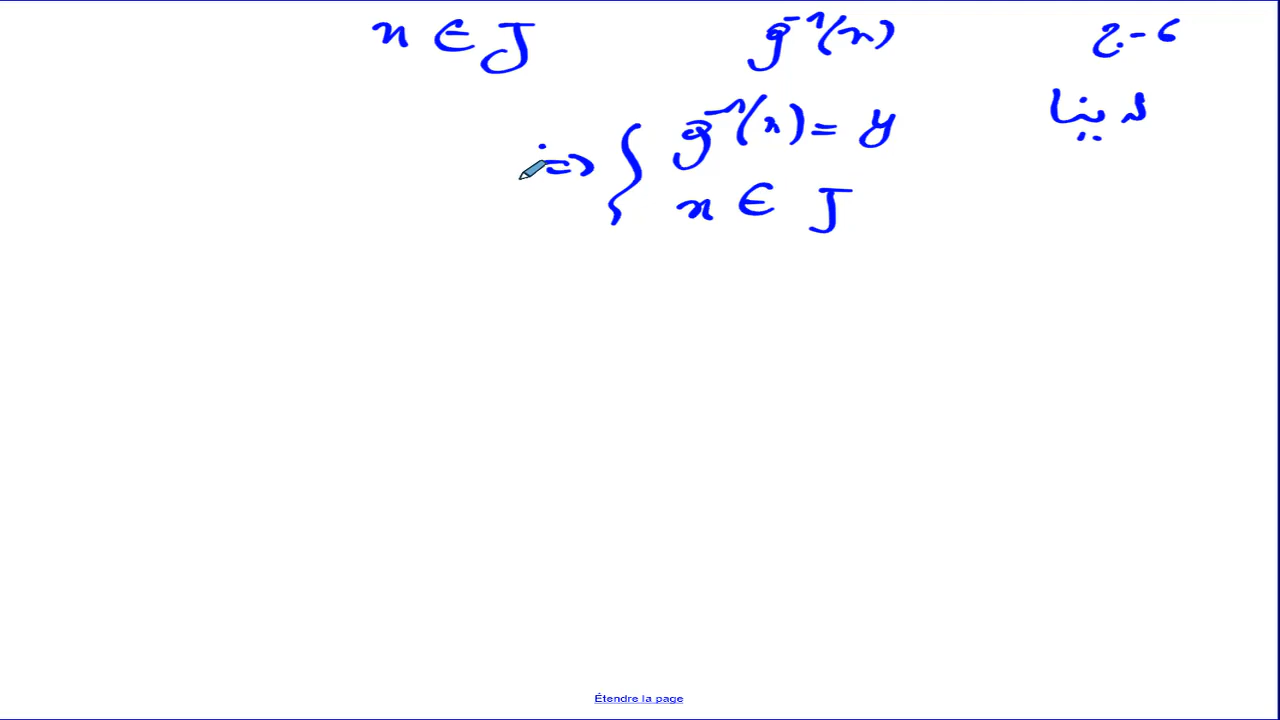 x ∈ J g⁻¹(x) 6-ج
لدينا
⇔ { g⁻¹(x) = y
x ∈ J
Étendre la page